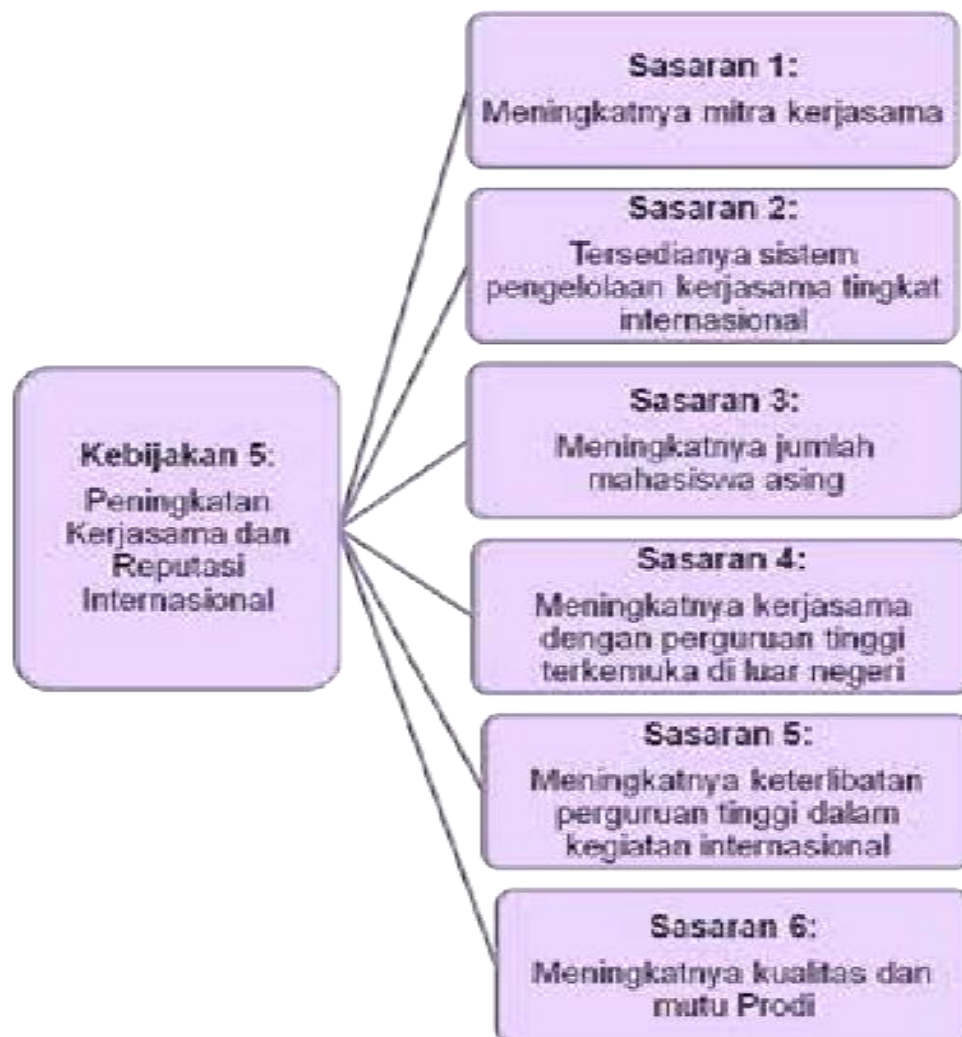 Sasaran 1:
Meningkatnya mitra kerjasama
Sasaran 2:
Tersedianya sistem
pengelolaan kerjasama tingkat
internasional
Sasaran 3:
Meningkatnya jumlah
mahasiswa asing
Kebijakan 5:
Peningkatan
Kerjasama dan
Reputasi
Internasional
Sasaran 4:
Meningkatnya kerjasama
dengan perguruan tinggi
terkemuka di luar negeri
Sasaran 5:
Meningkatnya keterlibatan
perguruan tinggi dalam
kegiatan internasional
Sasaran 6:
Meningkatnya kualitas dan
mutu Prodi